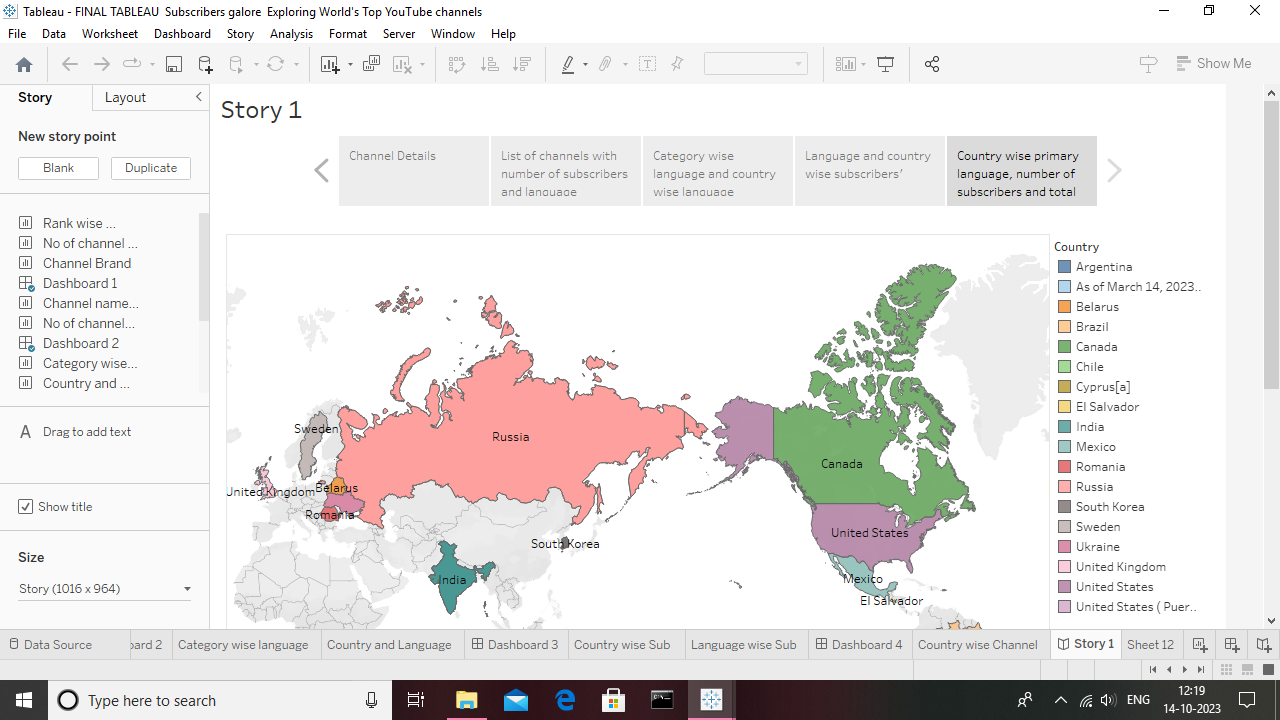 Tableau - FINAL TABLEAU Subscribers galore Exploring World's Top YouTube channels
File Data Worksheet Dashboard Story Analysis Format Server Window Help
Show Me
Story Layout
New story point
Blank Duplicate
Rank wise ...
No of channel ...
Channel Brand
Dashboard 1
Channel name...
No of channel...
Dashboard 2
Category wise...
Country and ...
A Drag to add text
Show title
Size
Story (1016 x 964)
Story 1
Channel Details
List of channels with
number of subscribers
and language
Category wise
language and country
wise language
Language and country
wise subscribers’
Country wise primary
language, number of
subscribers and total
Sweden
Russia
Canada
United Kingdom
Belarus
Romania
United States
South Korea
India
Mexico
El Salvador
Country
Argentina
As of March 14, 2023..
Belarus
Brazil
Canada
Chile
Cyprus[a]
El Salvador
India
Mexico
Romania
Russia
South Korea
Sweden
Ukraine
United Kingdom
United States
United States ( Puer..
Data Source
board 2
Category wise language
Country and Language
Dashboard 3
Country wise Sub
Language wise Sub
Dashboard 4
Country wise Channel
Story 1
Sheet 12
Type here to search
ENG
12:19
14-10-2023